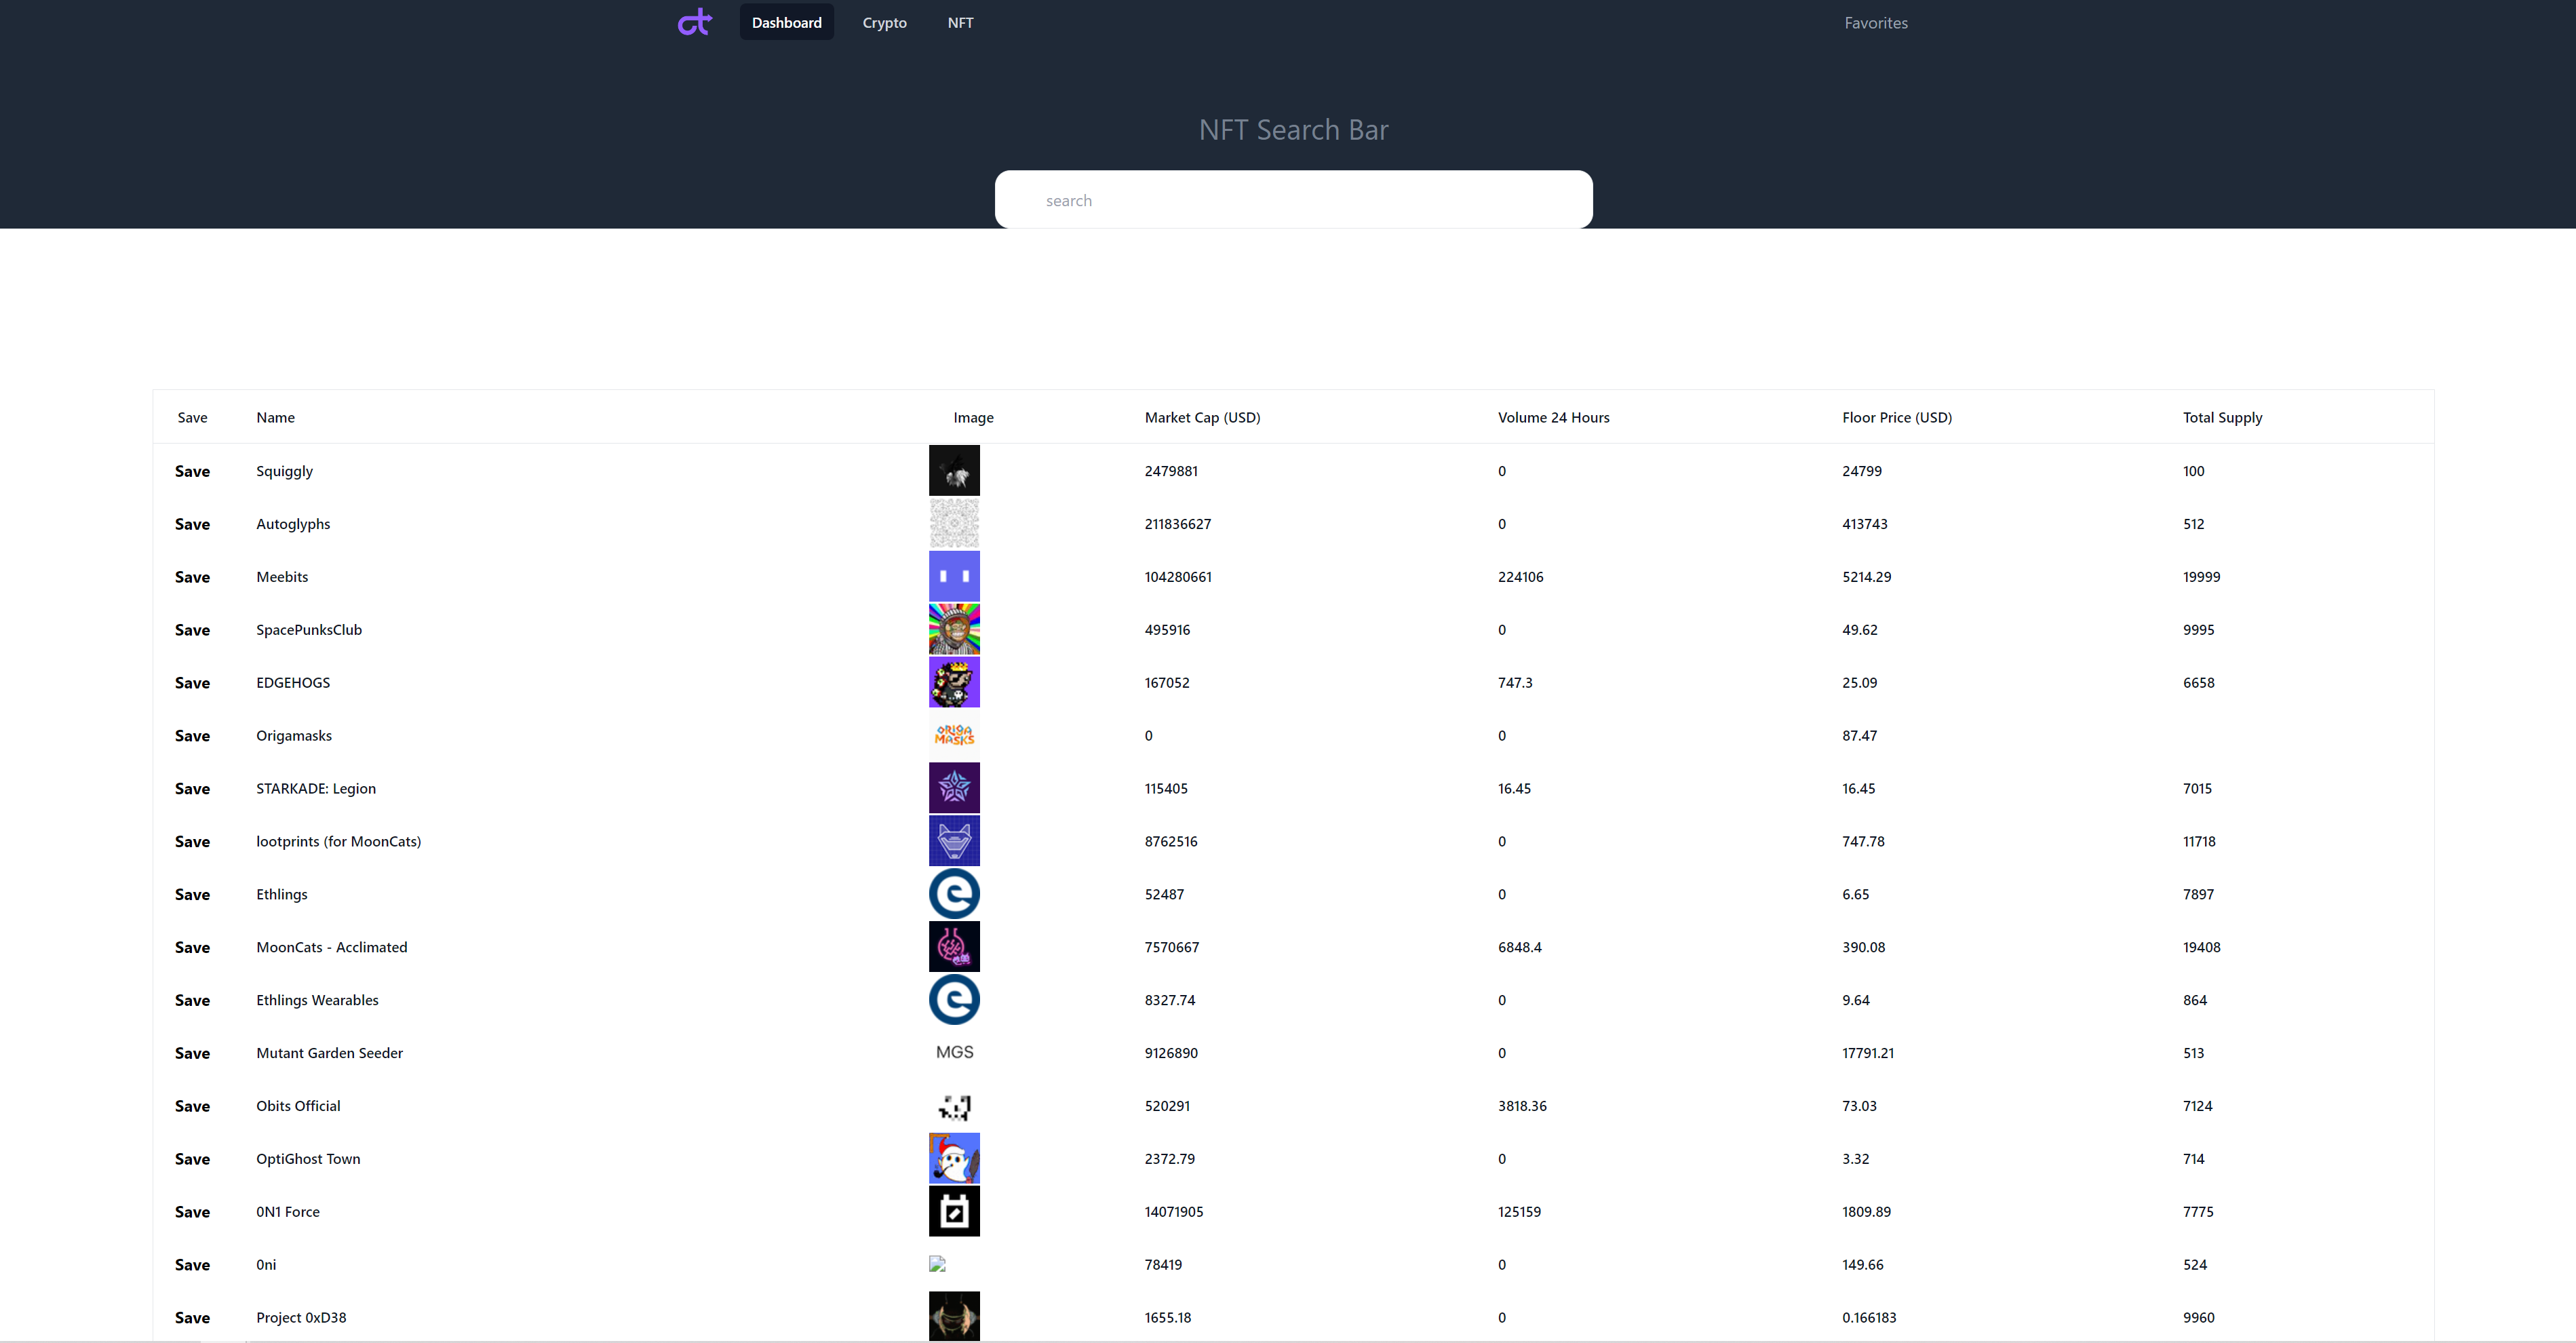 ct Dashboard Crypto NFT Favorites
NFT Search Bar
search
Save Name Image Market Cap (USD) Volume 24 Hours Floor Price (USD) Total Supply
Save Squiggly 2479881 0 24799 100
Save Autoglyphs 211836627 0 413743 512
Save Meebits 104280661 224106 5214.29 19999
Save SpacePunksClub 495916 0 49.62 9995
Save EDGEHOGS 167052 747.3 25.09 6658
Save Origamasks ORIGA MASKS 0 0 87.47
Save STARKADE: Legion 115405 16.45 16.45 7015
Save lootprints (for MoonCats) 8762516 0 747.78 11718
Save Ethlings e 52487 0 6.65 7897
Save MoonCats - Acclimated 7570667 6848.4 390.08 19408
Save Ethlings Wearables e 8327.74 0 9.64 864
Save Mutant Garden Seeder MGS 9126890 0 17791.21 513
Save Obits Official 520291 3818.36 73.03 7124
Save OptiGhost Town 2372.79 0 3.32 714
Save 0N1 Force 14071905 125159 1809.89 7775
Save 0ni 78419 0 149.66 524
Save Project 0xD38 1655.18 0 0.166183 9960